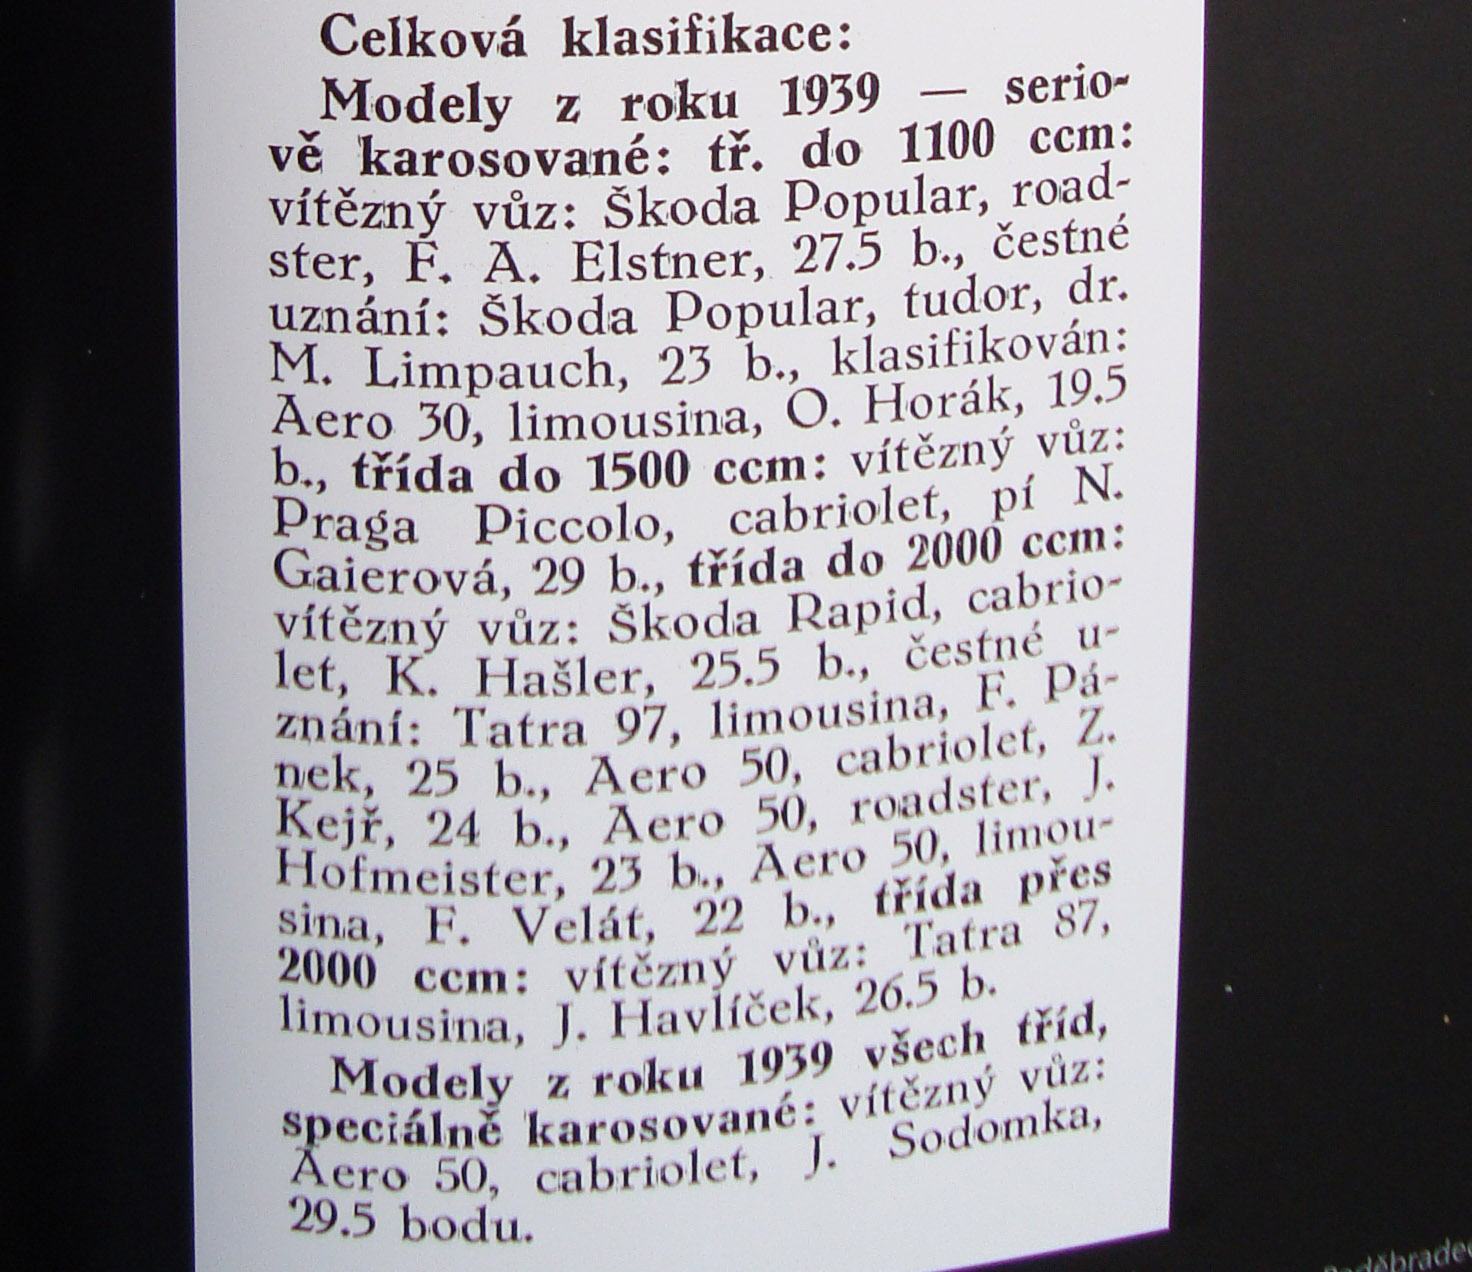 Celková klasifikace:
Modely z roku 1939 — serio-
vě karosované: tř. do 1100 ccm:
vítězný vůz: Škoda Popular, road-
ster, F. A. Elstner, 27.5 b., čestné
uznání: Škoda Popular, tudor, dr.
M. Limpauch, 23 b., klasifikován:
Aero 30, limousina, O. Horák, 19.5
b., třída do 1500 ccm: vítězný vůz:
Praga Piccolo, cabriolet, pí N.
Gaierová, 29 b., třída do 2000 ccm:
vítězný vůz: Škoda Rapid, cabrio-
let, K. Hašler, 25.5 b., čestné u-
znání: Tatra 97, limousina, F. Pá-
nek, 25 b., Aero 50, cabriolet, Z.
Kejř, 24 b., Aero 50, roadster, J.
Hofmeister, 23 b., Aero 50, limou-
sina, F. Velát, 22 b., třída přes
2000 ccm: vítězný vůz: Tatra 87,
limousina, J. Havlíček, 26.5 b.
Modely z roku 1939 všech tříd,
speciálně karosované: vítězný vůz:
Aero 50, cabriolet, J. Sodomka,
29.5 bodu.